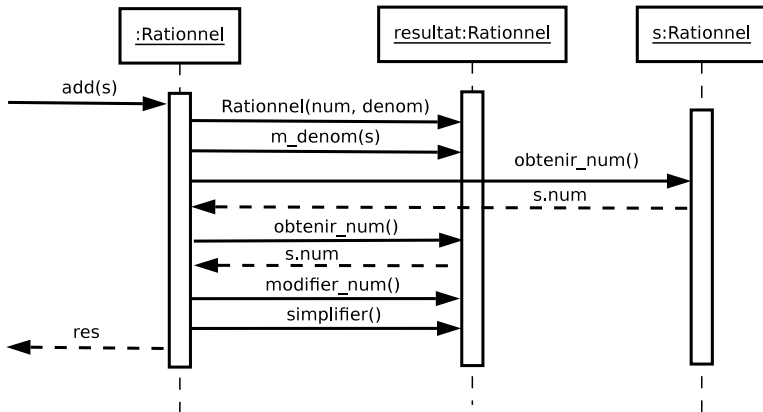 :Rationnel
resultat:Rationnel
s:Rationnel
add(s)
Rationnel(num, denom)
m_denom(s)
obtenir_num()
s.num
obtenir_num()
s.num
modifier_num()
simplifier()
res